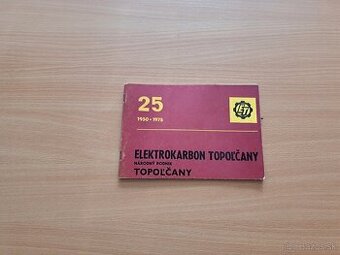 25
1950-1975
ELEKTROKARBON TOPOĽČANY
NÁRODNÝ PODNIK
TOPOĽČANY